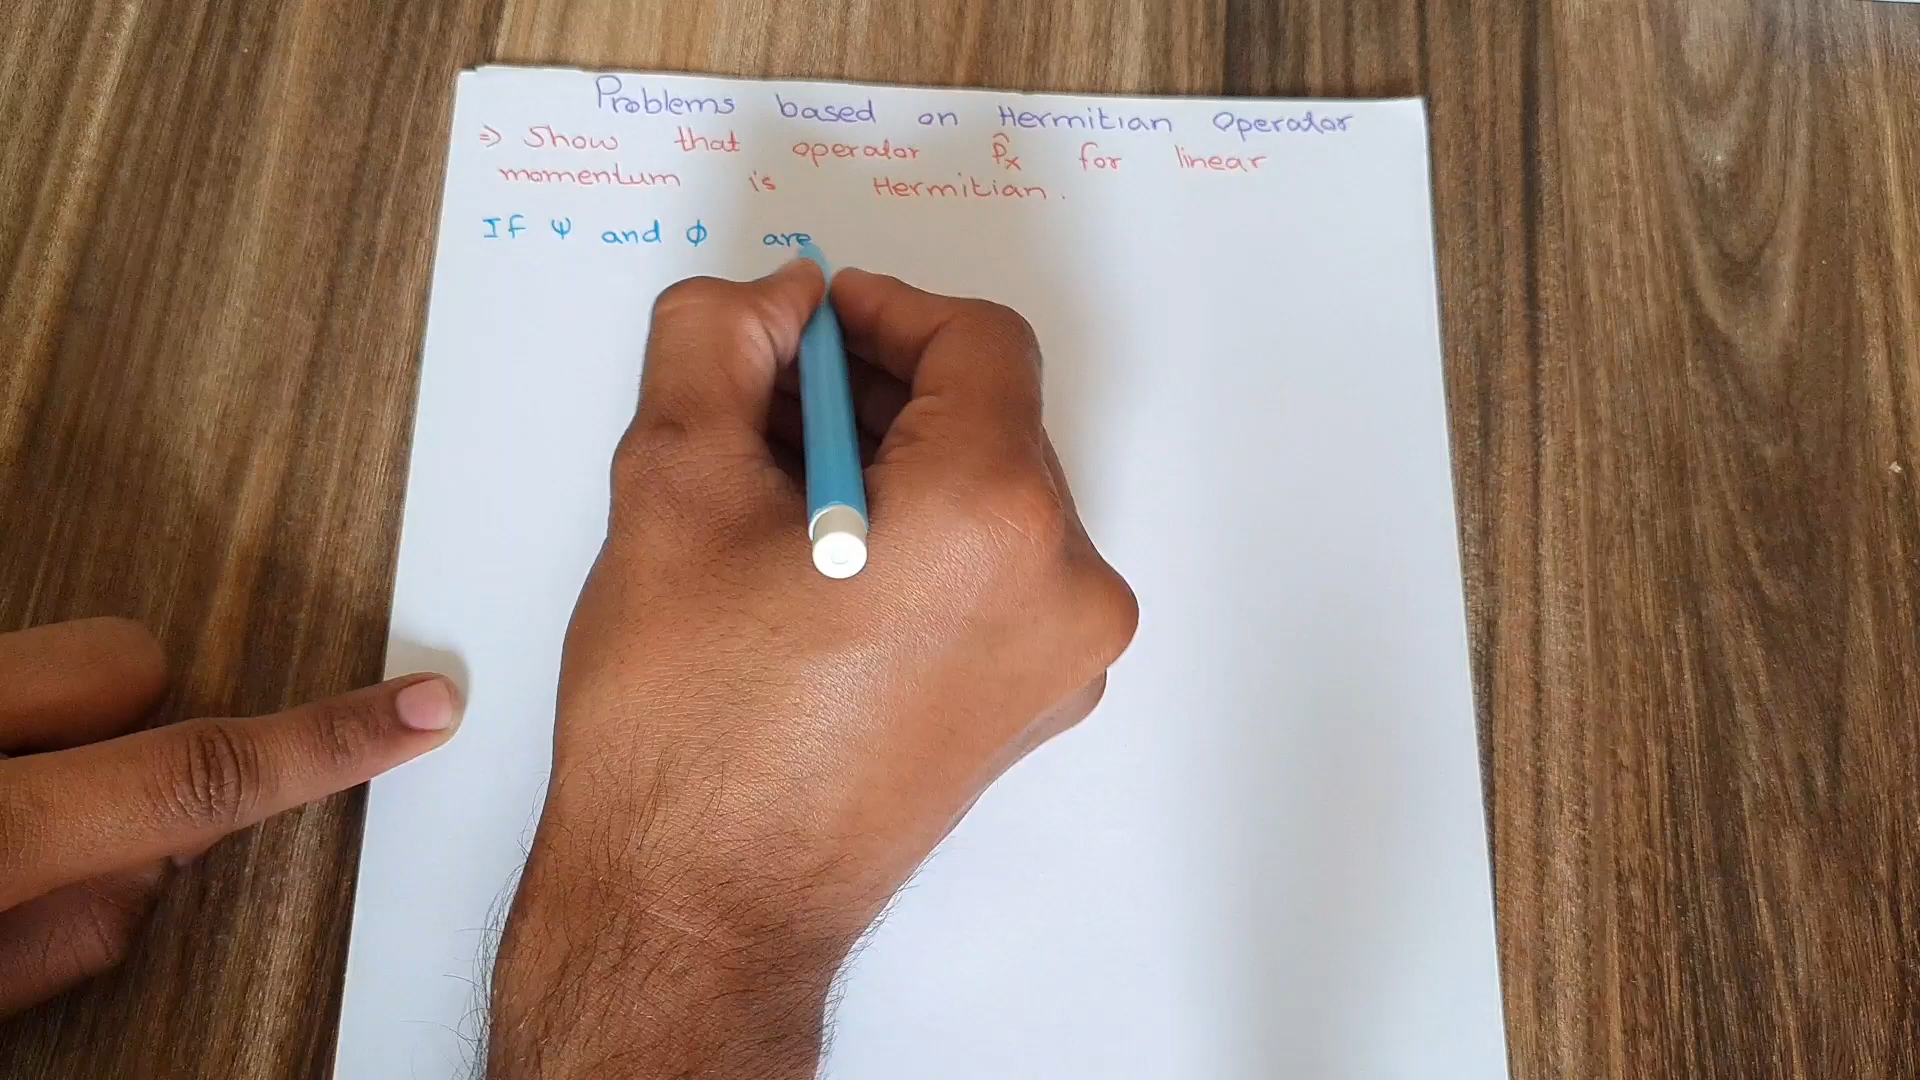 Problems based on Hermitian Operator
⇒ Show that operator P̂x for linear
momentum is Hermitian.
If Ψ and ϕ are